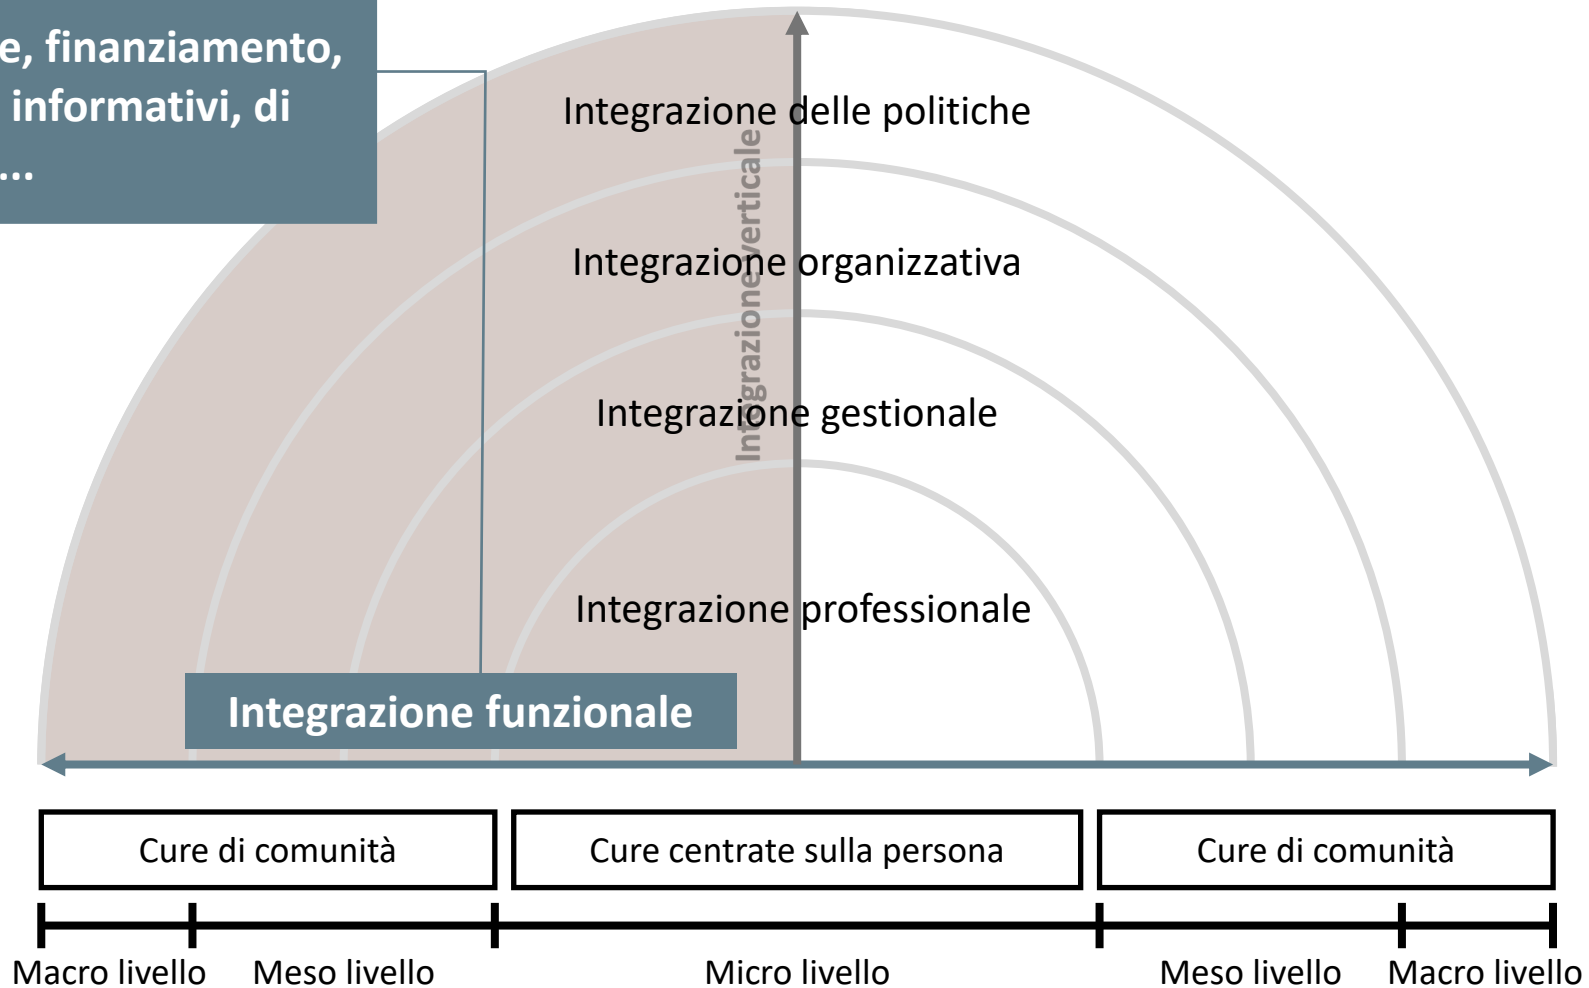 e, finanziamento,
informativi, di
...
Integrazione delle politiche
Integrazione verticale
Integrazione organizzativa
Integrazione gestionale
Integrazione professionale
Integrazione funzionale
Cure di comunità
Cure centrate sulla persona
Cure di comunità
Macro livello
Meso livello
Micro livello
Meso livello
Macro livello